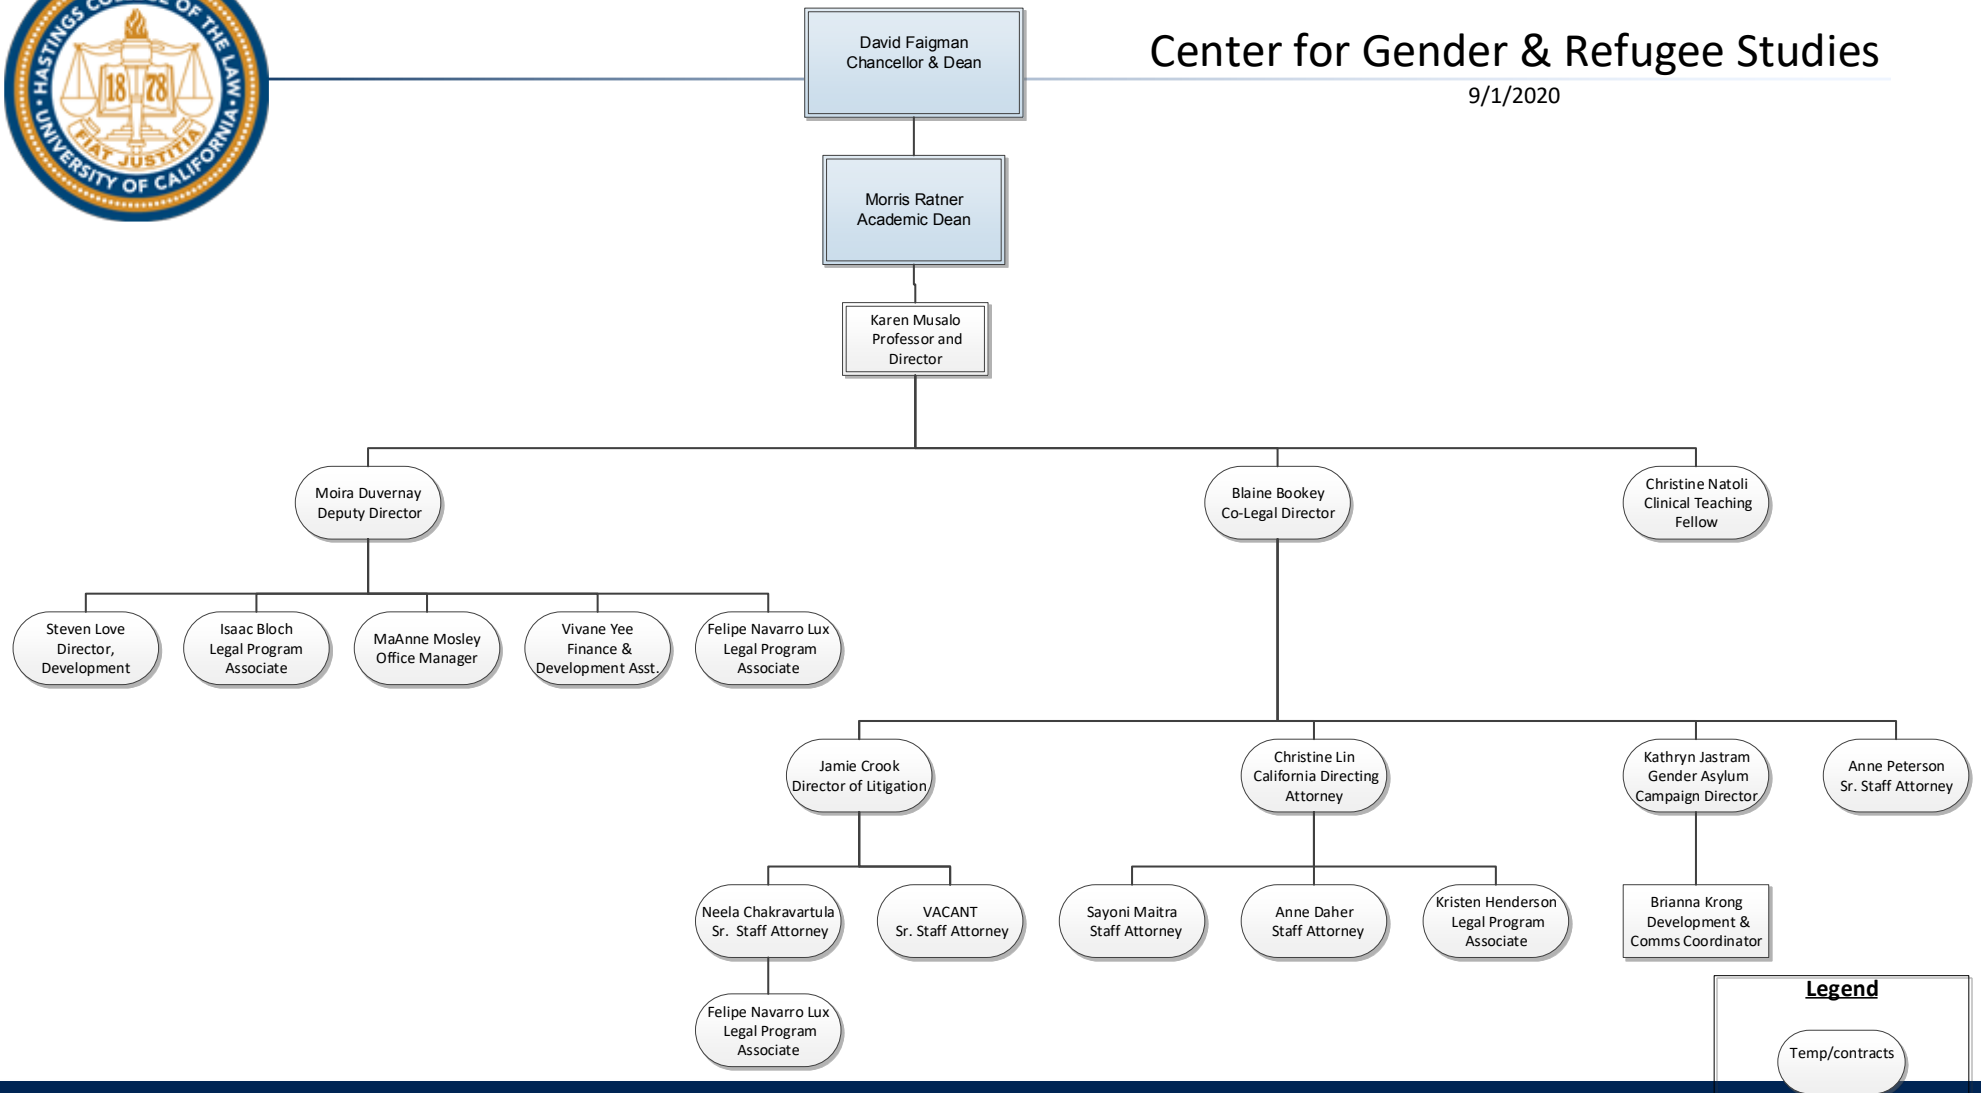 HASTINGS COLLEGE OF THE LAW
UNIVERSITY OF CALIFORNIA
18 78
FIAT JUSTITIA
David Faigman
Chancellor & Dean
Center for Gender & Refugee Studies
9/1/2020
Morris Ratner
Academic Dean
Karen Musalo
Professor and
Director
Moira Duvernay
Deputy Director
Blaine Bookey
Co-Legal Director
Christine Natoli
Clinical Teaching
Fellow
Steven Love
Director,
Development
Isaac Bloch
Legal Program
Associate
MaAnne Mosley
Office Manager
Vivane Yee
Finance &
Development Asst.
Felipe Navarro Lux
Legal Program
Associate
Jamie Crook
Director of Litigation
Christine Lin
California Directing
Attorney
Kathryn Jastram
Gender Asylum
Campaign Director
Anne Peterson
Sr. Staff Attorney
Neela Chakravartula
Sr. Staff Attorney
VACANT
Sr. Staff Attorney
Sayoni Maitra
Staff Attorney
Anne Daher
Staff Attorney
Kristen Henderson
Legal Program
Associate
Brianna Krong
Development &
Comms Coordinator
Felipe Navarro Lux
Legal Program
Associate
Legend
Temp/contracts